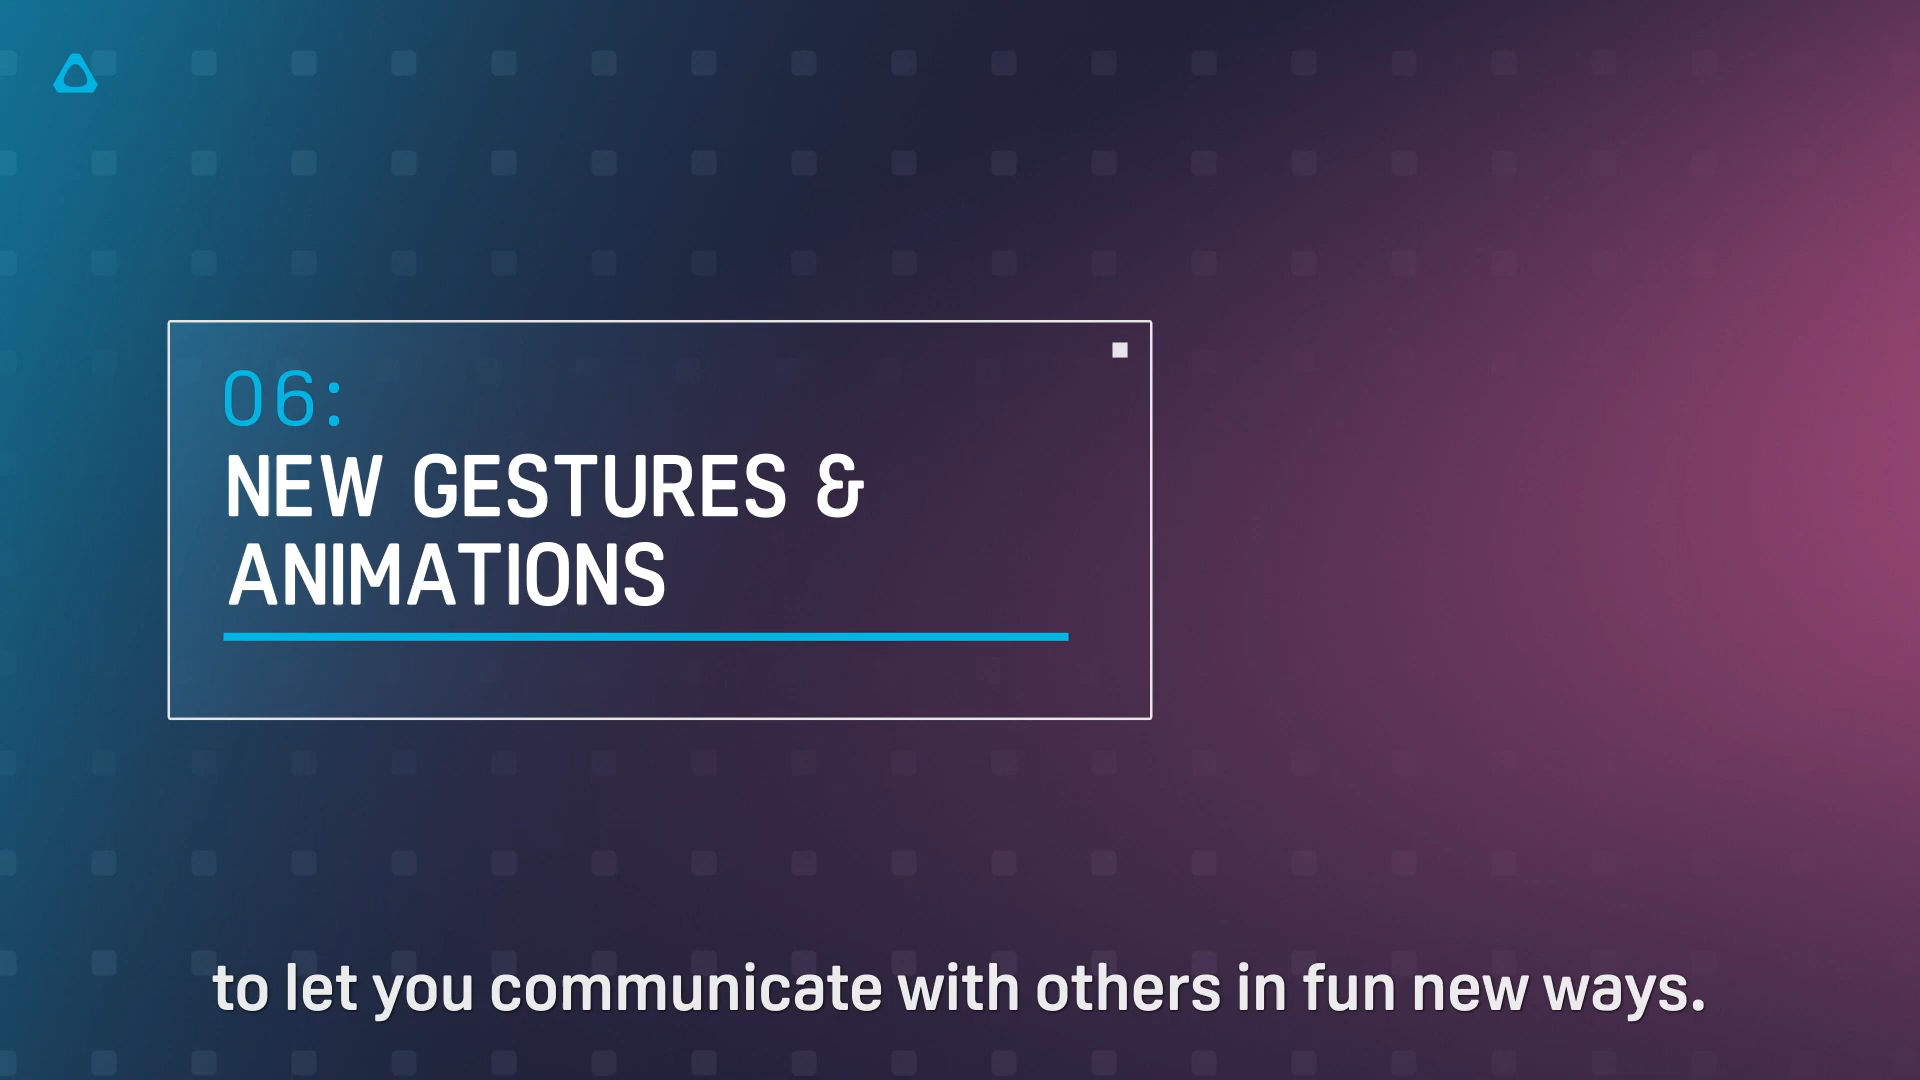 06:
NEW GESTURES &
ANIMATIONS
to let you communicate with others in fun new ways.